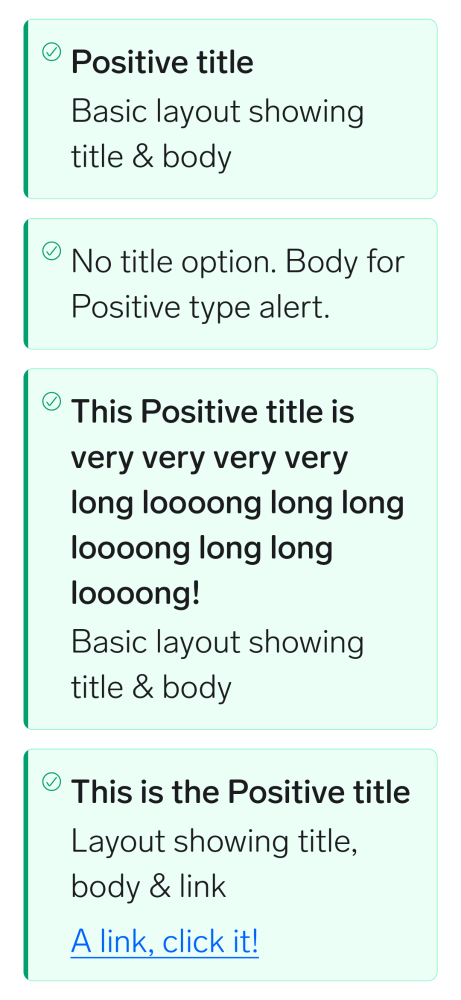 Positive title
Basic layout showing
title & body
No title option. Body for
Positive type alert.
This Positive title is
very very very very
long loooong long long
loooong long long
loooong!
Basic layout showing
title & body
This is the Positive title
Layout showing title,
body & link
A link, click it!